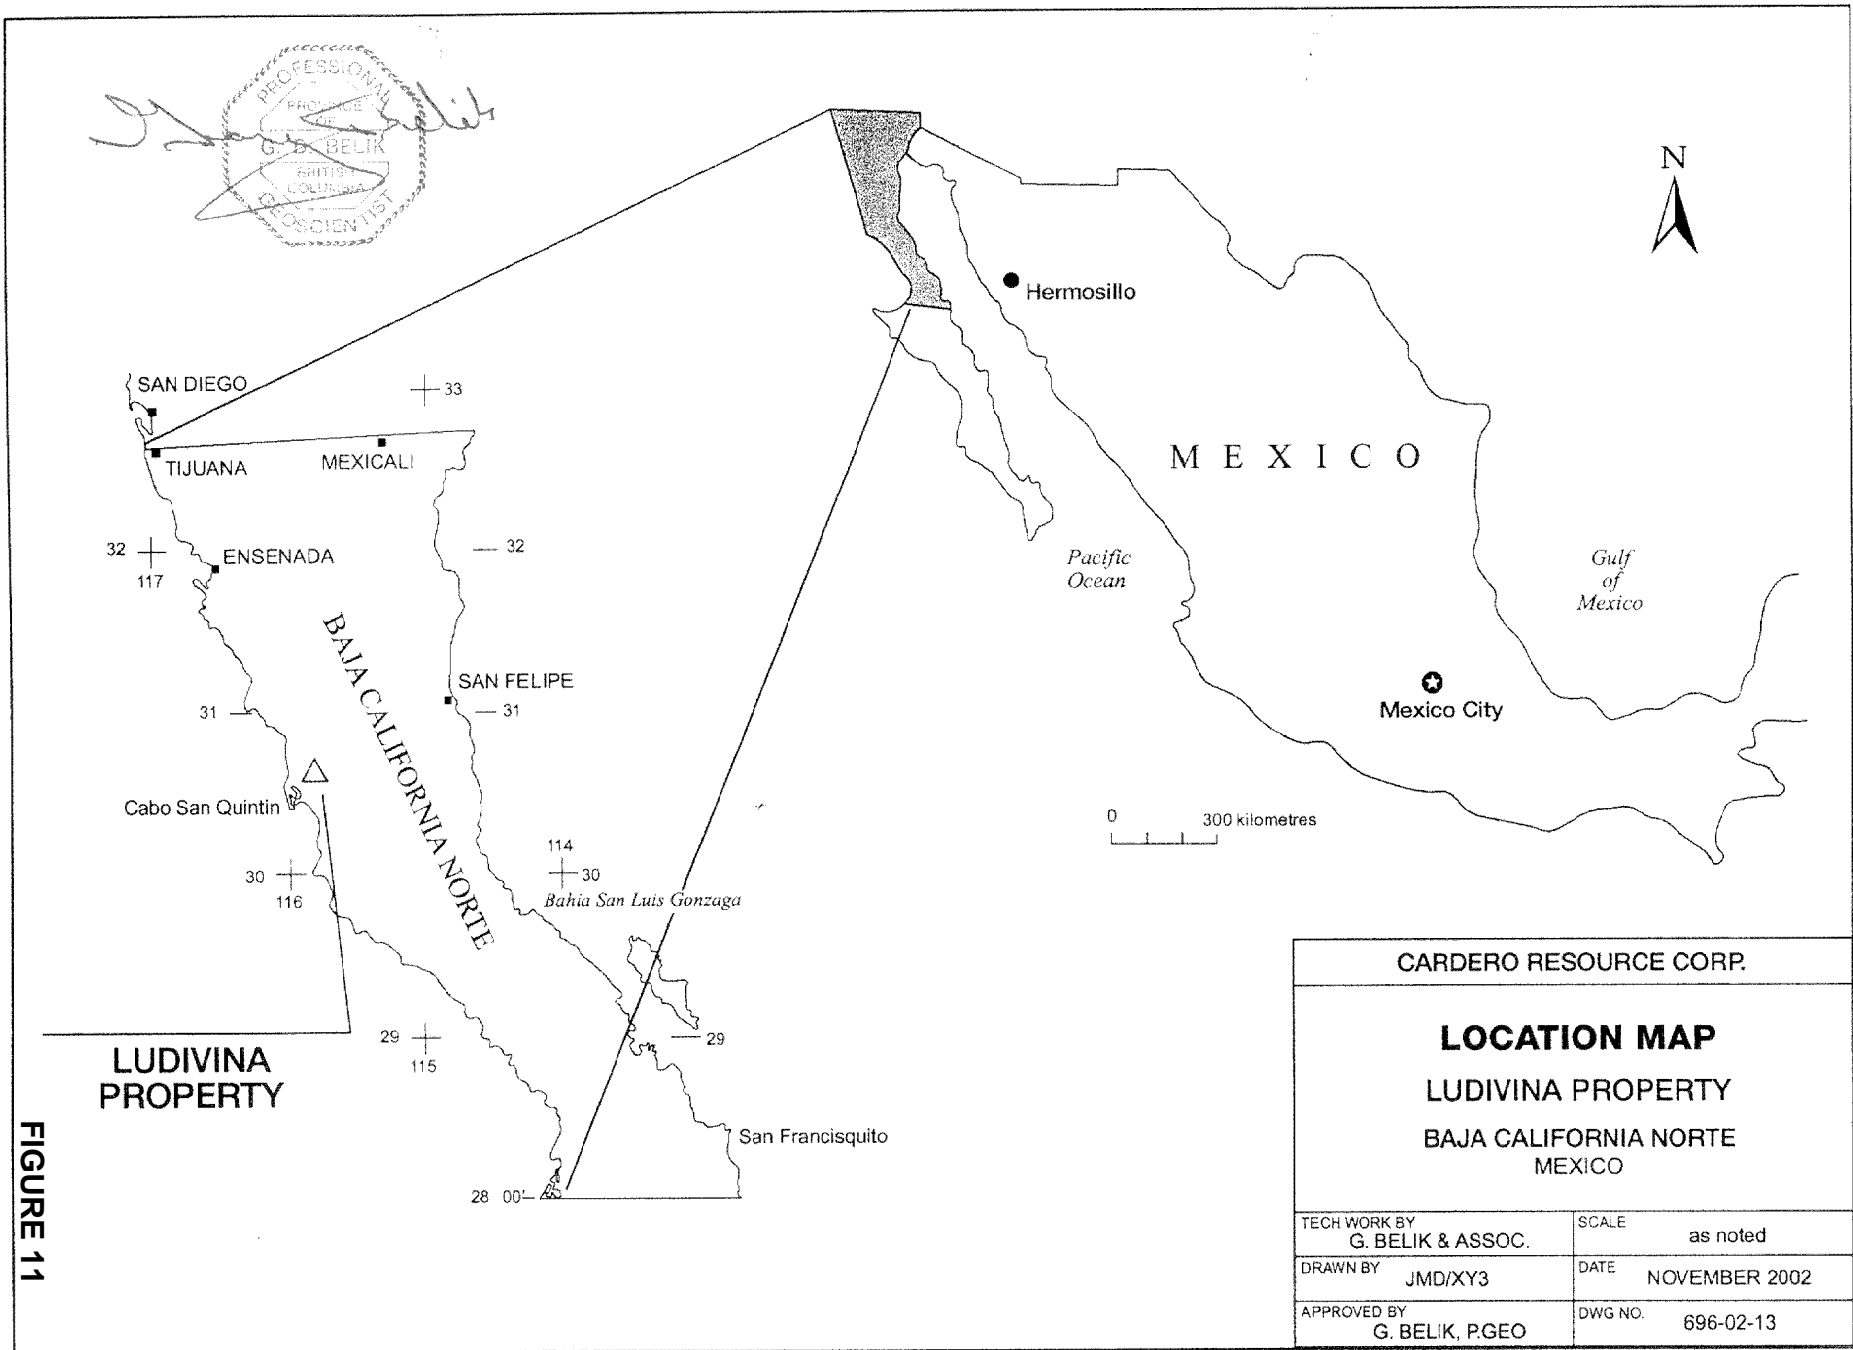 PROFESSIONAL
PROVINCE
OF
G. D. BELIK
BRITISH
COLUMBIA
GEOSCIENTIST
N
Hermosillo
SAN DIEGO
33
TIJUANA
MEXICALI
M E X I C O
32
117
ENSENADA
32
Pacific
Ocean
Gulf
of
Mexico
BAJA CALIFORNIA NORTE
SAN FELIPE
31
31
Mexico City
Cabo San Quintin
0 300 kilometres
30
116
114
30
Bahia San Luis Gonzaga
29
115
29
LUDIVINA
PROPERTY
San Francisquito
28 00'
FIGURE 11
CARDERO RESOURCE CORP.
LOCATION MAP
LUDIVINA PROPERTY
BAJA CALIFORNIA NORTE
MEXICO
TECH WORK BY
G. BELIK & ASSOC.
SCALE
as noted
DRAWN BY
JMD/XY3
DATE
NOVEMBER 2002
APPROVED BY
G. BELIK, P.GEO
DWG NO.
696-02-13